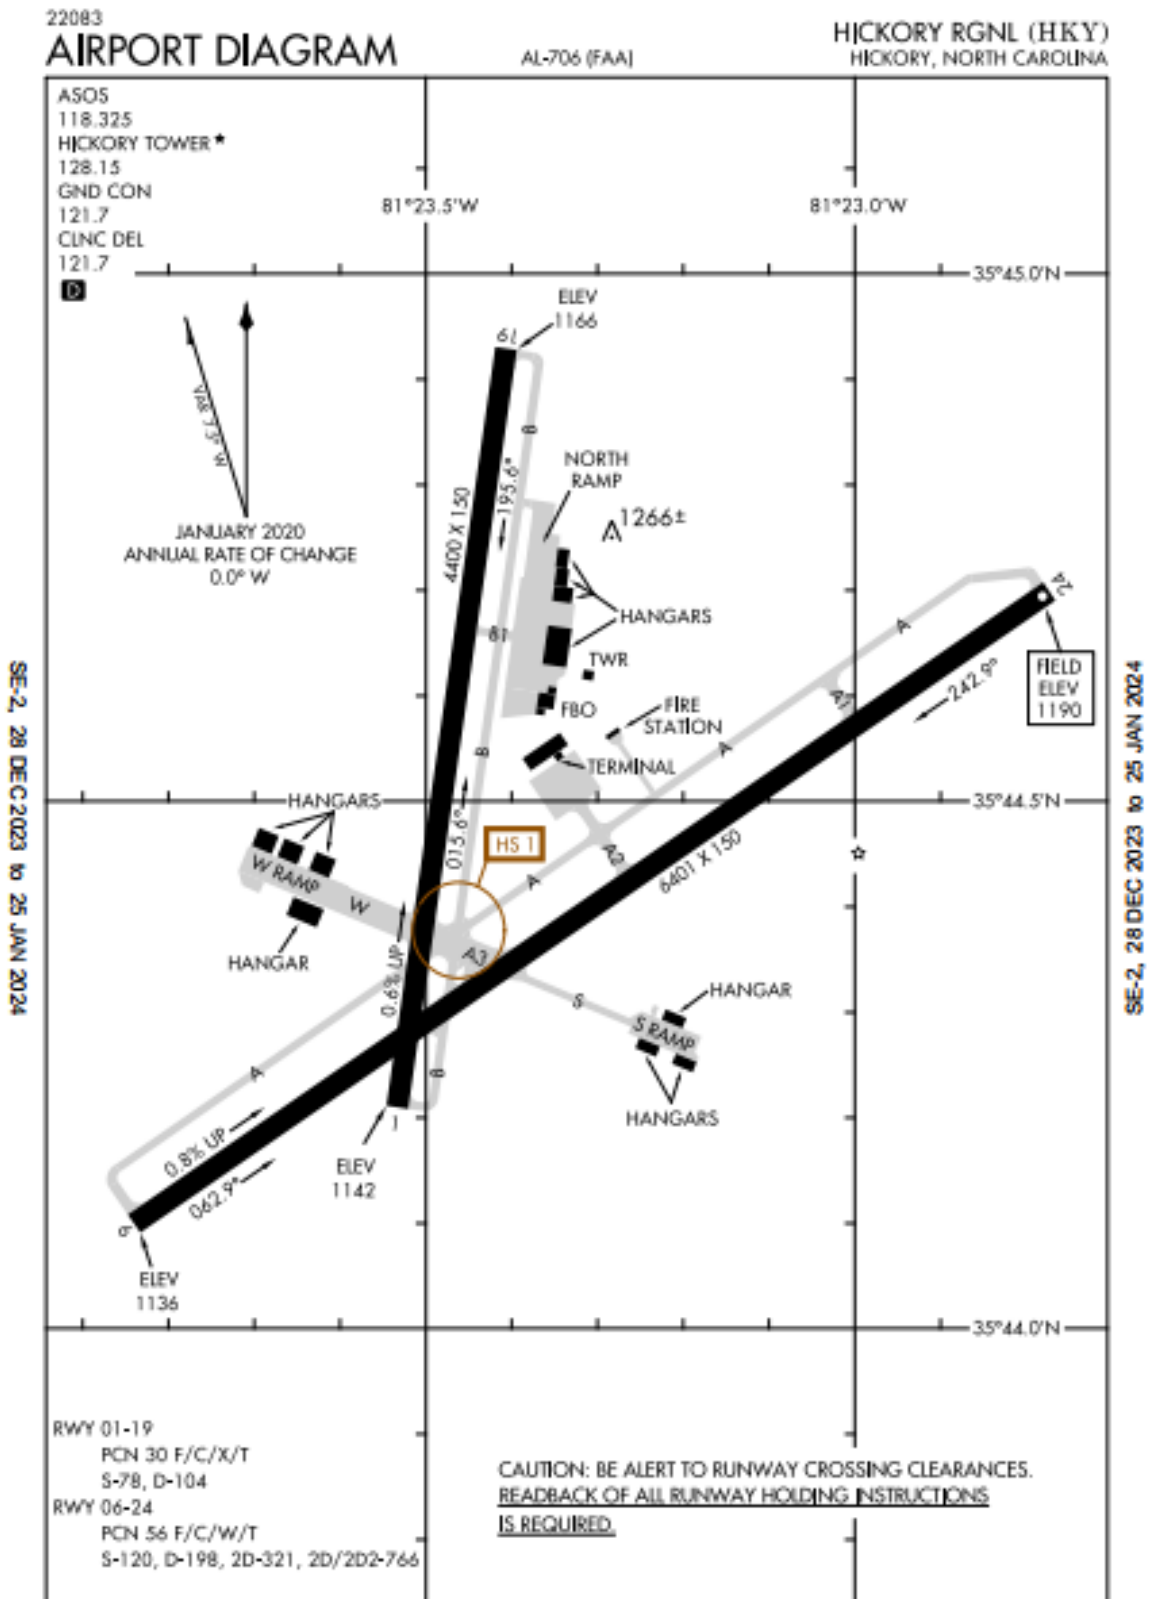 22083
AIRPORT DIAGRAM
AL-706 (FAA)
HICKORY RGNL (HKY)
HICKORY, NORTH CAROLINA
ASOS
118.325
HICKORY TOWER★
128.15
GND CON
121.7
CLNC DEL
121.7
D
81°23.5'W
81°23.0'W
35°45.0'N
VAR 7.3° W
JANUARY 2020
ANNUAL RATE OF CHANGE
0.0° W
ELEV
1166
19
B
NORTH
RAMP
195.6°
4400 X 150
1266±
HANGARS
B1
TWR
FBO
FIRE
STATION
TERMINAL
B
24
A
A1
242.9°
FIELD
ELEV
1190
A
35°44.5'N
HANGARS
015.6°
HS 1
A2
6401 X 150
W RAMP
W
A
HANGAR
0.6% UP
A3
S
HANGAR
S RAMP
HANGARS
A
B
1
0.8% UP
062.9°
ELEV
1142
6
ELEV
1136
35°44.0'N
RWY 01-19
PCN 30 F/C/X/T
S-78, D-104
RWY 06-24
PCN 56 F/C/W/T
S-120, D-198, 2D-321, 2D/2D2-766
CAUTION: BE ALERT TO RUNWAY CROSSING CLEARANCES.
READBACK OF ALL RUNWAY HOLDING INSTRUCTIONS
IS REQUIRED.
SE-2, 28 DEC 2023 to 25 JAN 2024
SE-2, 28 DEC 2023 to 25 JAN 2024